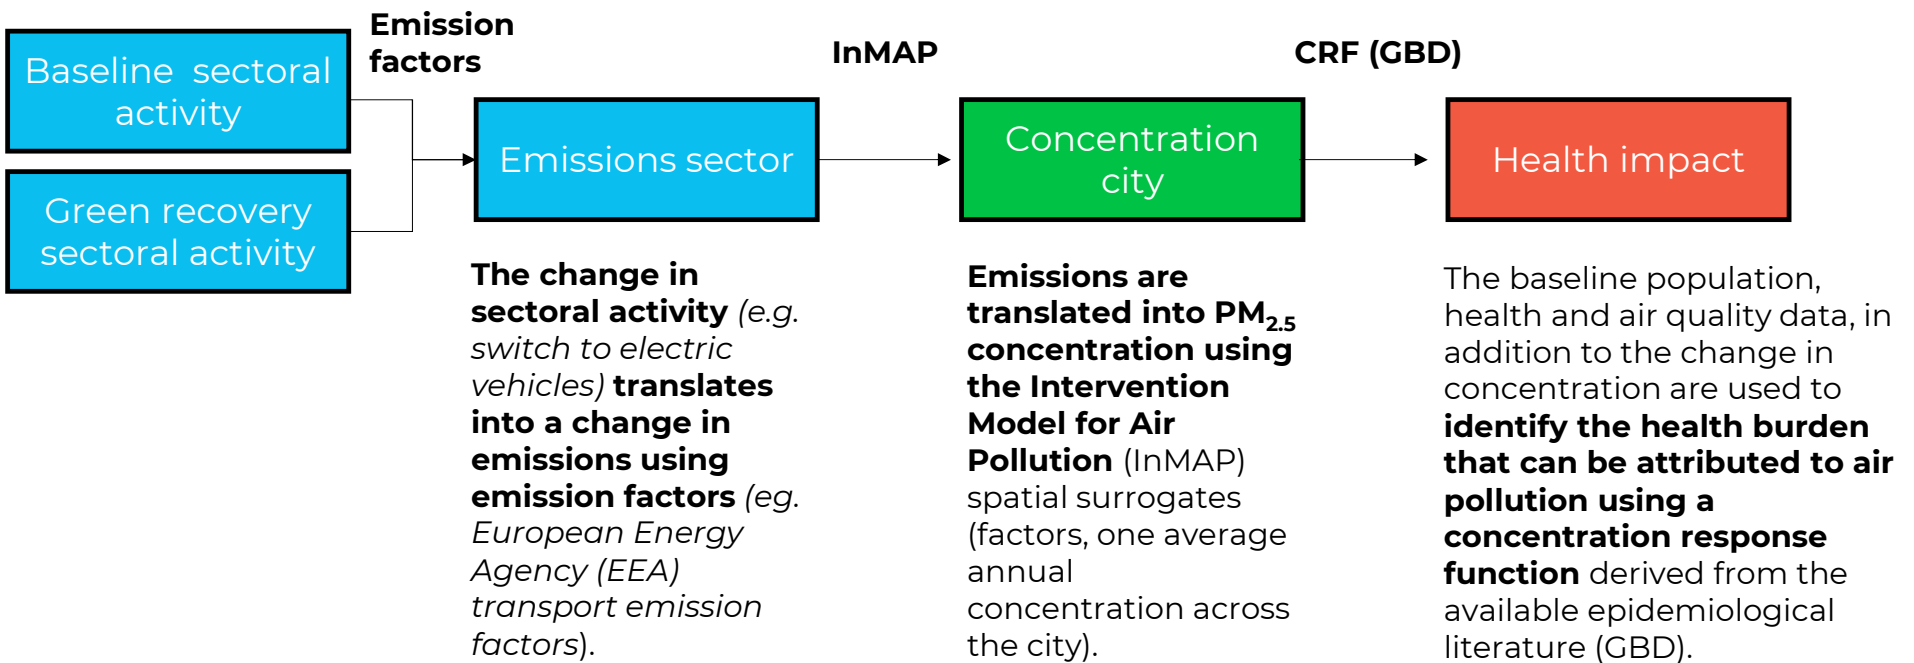 Emission
factors
InMAP
CRF (GBD)
Baseline sectoral
activity
Green recovery
sectoral activity
Emissions sector
Concentration
city
Health impact
The change in
sectoral activity (e.g.
switch to electric
vehicles) translates
into a change in
emissions using
emission factors (eg.
European Energy
Agency (EEA)
transport emission
factors).
Emissions are
translated into PM2.5
concentration using
the Intervention
Model for Air
Pollution (InMAP)
spatial surrogates
(factors, one average
annual
concentration across
the city).
The baseline population,
health and air quality data, in
addition to the change in
concentration are used to
identify the health burden
that can be attributed to air
pollution using a
concentration response
function derived from the
available epidemiological
literature (GBD).